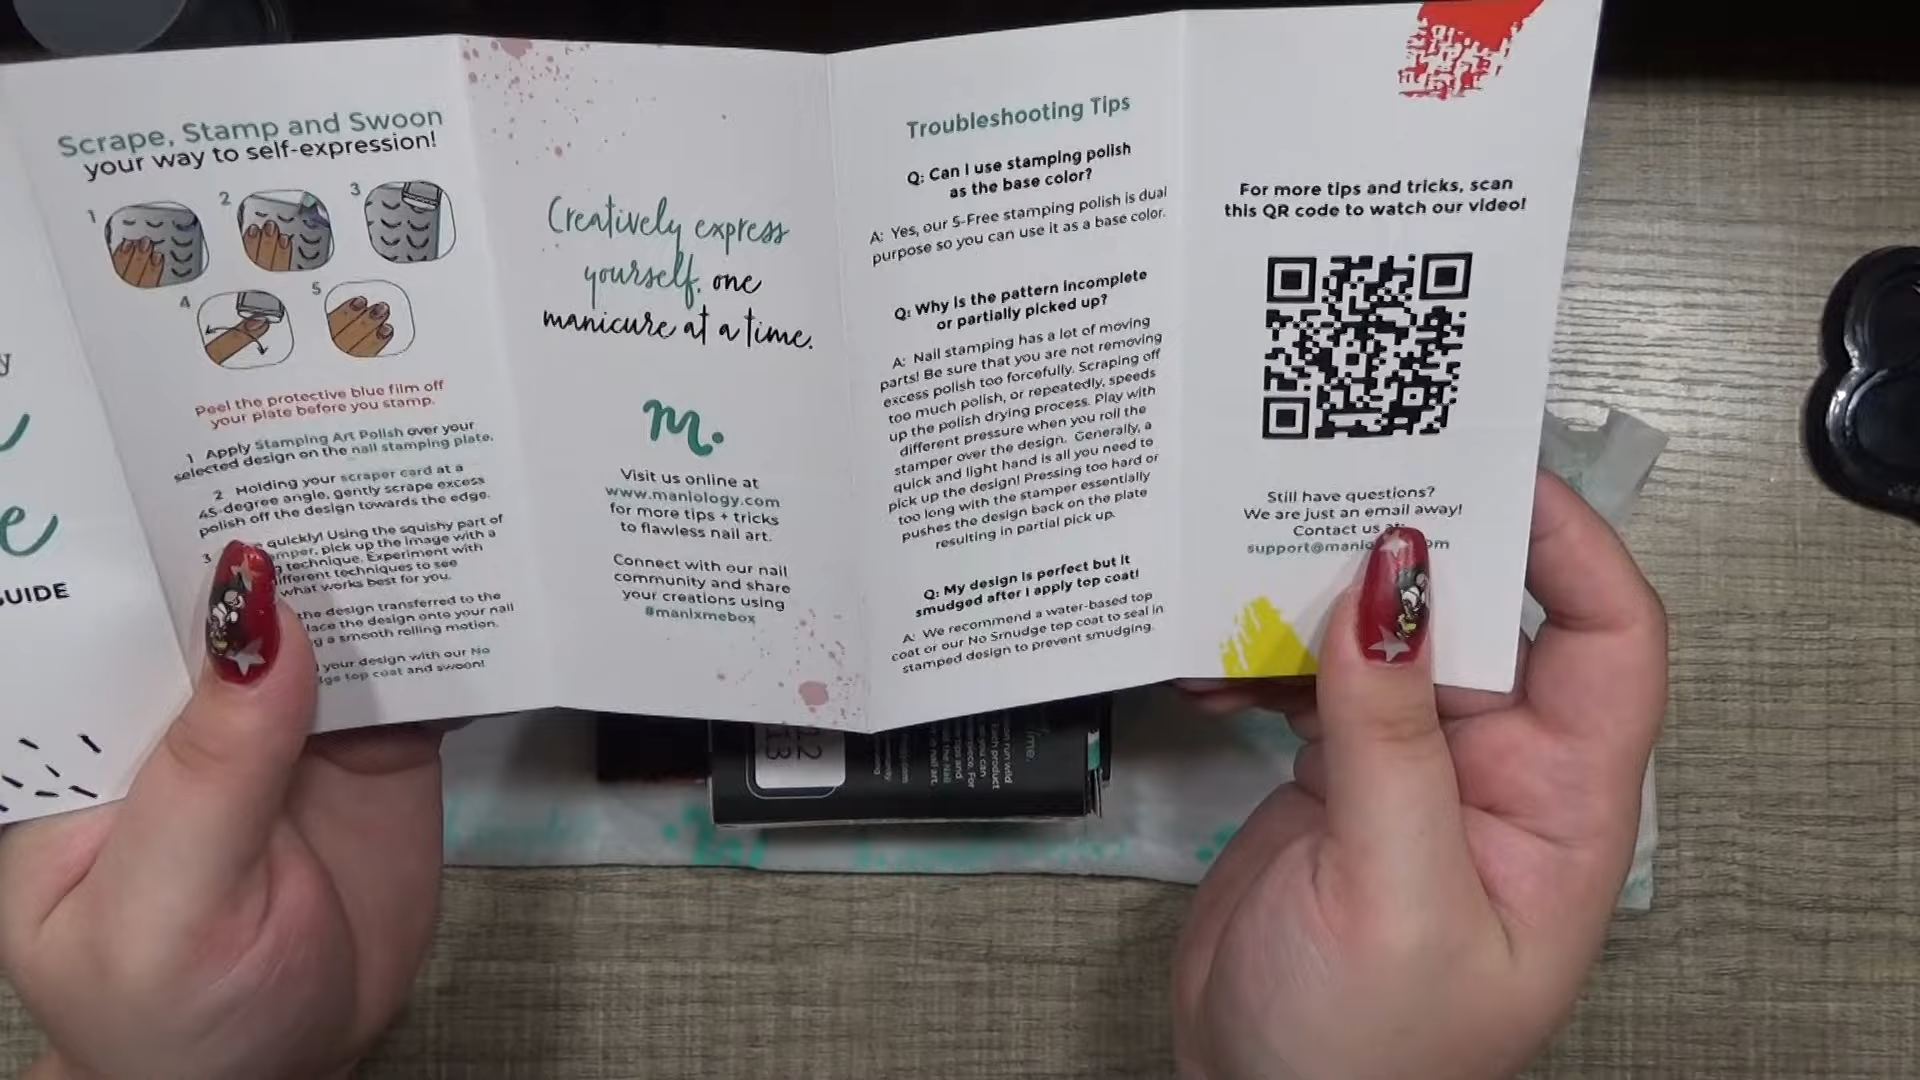 y
e
GUIDE
Scrape, Stamp and Swoon
your way to self-expression!
1
2
3
4
5
Peel the protective blue film off
your plate before you stamp.
1 Apply Stamping Art Polish over your
selected design on the nail stamping plate.
2 Holding your scraper card at a
45-degree angle, gently scrape excess
polish off the design towards the edge.
3 quickly! Using the squishy part of
pick up the image with a
technique. Experiment with
different techniques to see
what works best for you.
the design transferred to the
the design onto your nail
a smooth rolling motion.
your design with our No
top coat and swoon!
Creatively express
yourself, one
manicure at a time.
m.
Visit us online at
www.maniology.com
for more tips + tricks
to flawless nail art.
Connect with our nail
community and share
your creations using
#manixmebox
Troubleshooting Tips
Q: Can I use stamping polish
as the base color?
A: Yes, our 5-Free stamping polish is dual
purpose so you can use it as a base color.
Q: Why is the pattern incomplete
or partially picked up?
A: Nail stamping has a lot of moving
parts! Be sure that you are not removing
excess polish too forcefully. Scraping off
too much polish, or repeatedly, speeds
up the polish drying process. Play with
different pressure when you roll the
stamper over the design. Generally, a
quick and light hand is all you need to
pick up the design! Pressing too hard or
too long with the stamper essentially
pushes the design back on the plate
resulting in partial pick up.
Q: My design is perfect but it
smudged after I apply top coat!
A: We recommend a water-based top
coat or our No Smudge top coat to seal in
stamped design to prevent smudging.
For more tips and tricks, scan
this QR code to watch our video!
Still have questions?
We are just an email away!
Contact us
support@manio